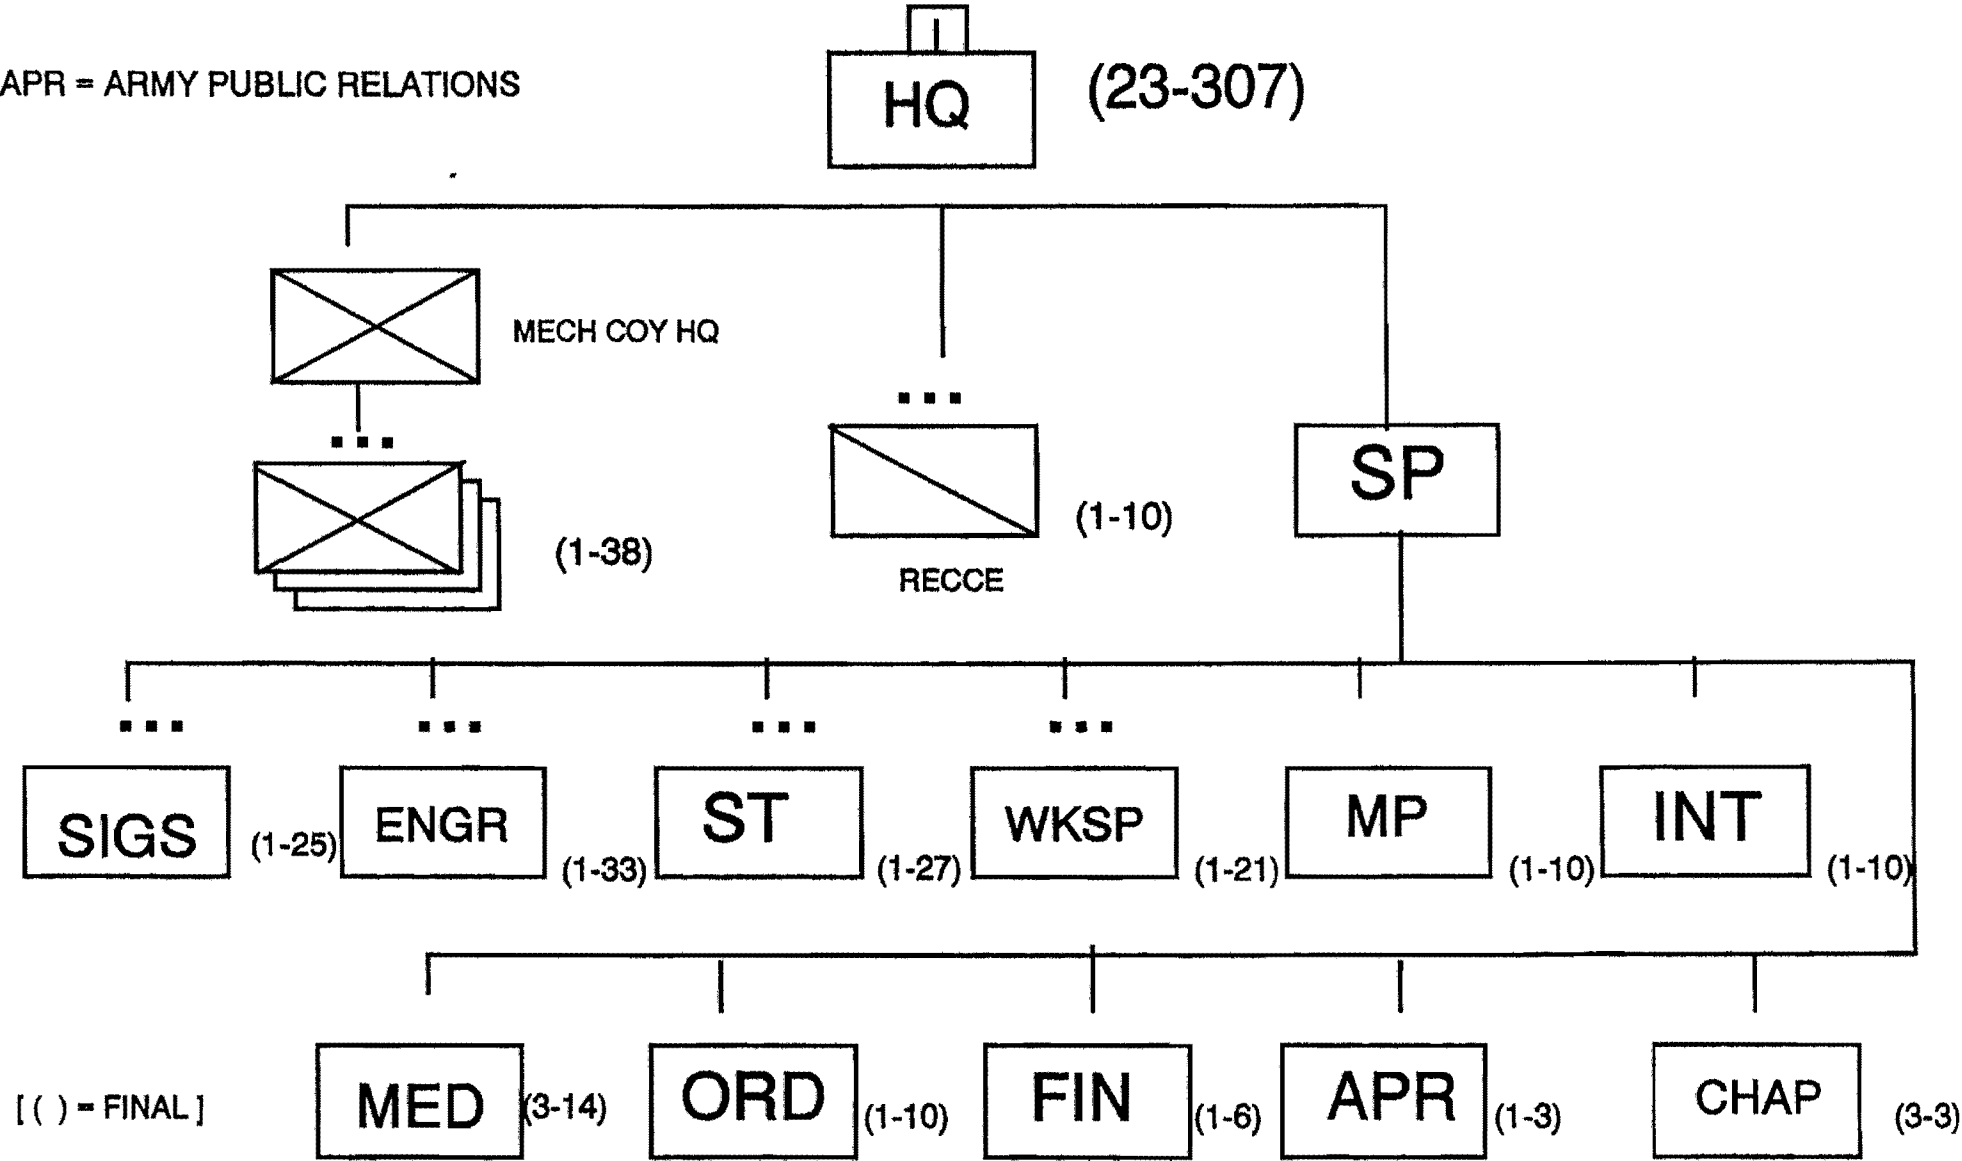 APR = ARMY PUBLIC RELATIONS
HQ
(23-307)
MECH COY HQ
(1-38)
(1-10)
RECCE
SP
SIGS
(1-25)
ENGR
(1-33)
ST
(1-27)
WKSP
(1-21)
MP
(1-10)
INT
(1-10)
[ ( ) = FINAL ]
MED
(3-14)
ORD
(1-10)
FIN
(1-6)
APR
(1-3)
CHAP
(3-3)